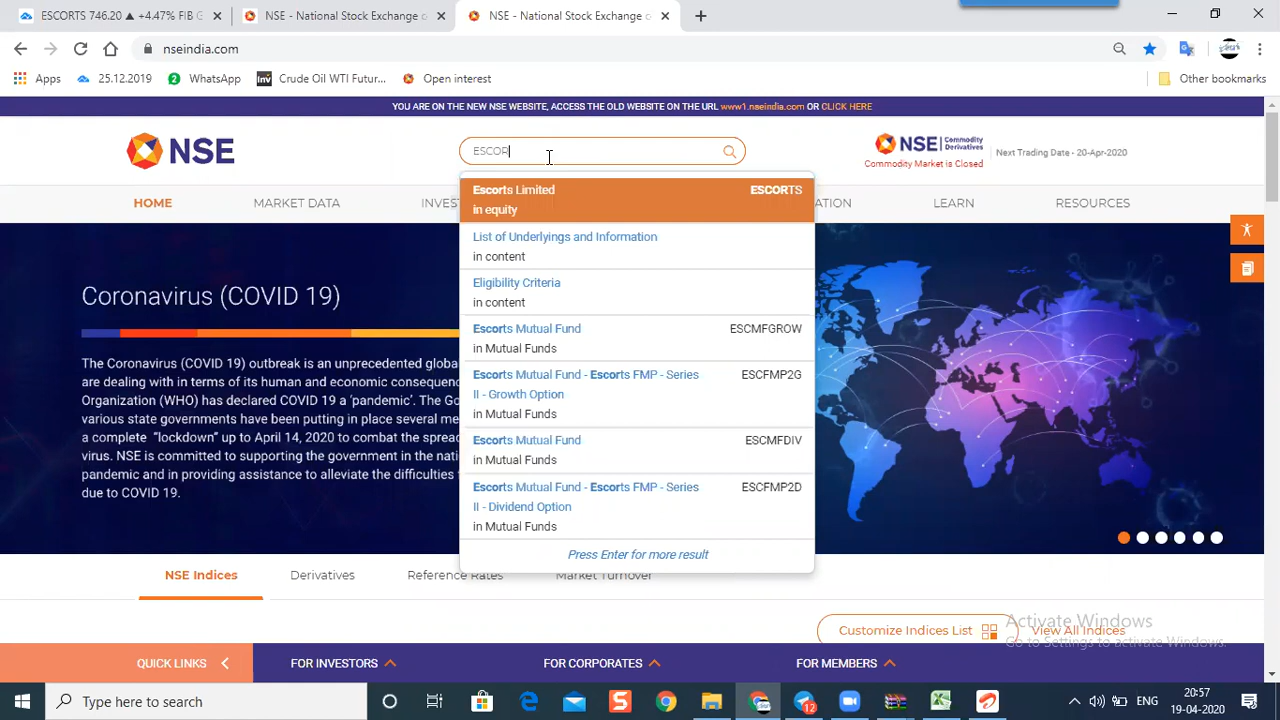 ESCORTS 746.20 ▲ +4.47% FIX B
NSE - National Stock Exchange o
NSE - National Stock Exchange o
nseindia.com
Apps
25.12.2019
2 WhatsApp
Inv Crude Oil WTI Futur...
Open interest
Other bookmarks
YOU ARE ON THE NEW NSE WEBSITE, ACCESS THE OLD WEBSITE ON THE URL www1.nseindia.com OR CLICK HERE
NSE
ESCOR
NSE Commodity Derivatives
Commodity Market is Closed
Next Trading Date - 20-Apr-2020
HOME
MARKET DATA
INVEST
ATION
LEARN
RESOURCES
Escorts Limited ESCORTS
in equity
List of Underlyings and Information
in content
Eligibility Criteria
in content
Escorts Mutual Fund ESCMFGROW
in Mutual Funds
Escorts Mutual Fund - Escorts FMP - Series ESCFMP2G
II - Growth Option
in Mutual Funds
Escorts Mutual Fund ESCMFDIV
in Mutual Funds
Escorts Mutual Fund - Escorts FMP - Series ESCFMP2D
II - Dividend Option
in Mutual Funds
Press Enter for more result
Coronavirus (COVID 19)
The Coronavirus (COVID 19) outbreak is an unprecedented globa
are dealing with in terms of its human and economic consequenc
Organization (WHO) has declared COVID 19 a ‘pandemic’. The Go
various state governments have been putting in place several me
a complete “lockdown” up to April 14, 2020 to combat the spread
virus. NSE is committed to supporting the government in the nati
pandemic and in providing assistance to alleviate the difficulties f
due to COVID 19.
NSE Indices
Derivatives
Reference Rates
Market Turnover
Customize Indices List
View All Indices
Activate Windows
Go to Settings to activate Windows.
QUICK LINKS
FOR INVESTORS
FOR CORPORATES
FOR MEMBERS
Type here to search
12
ENG
20:57
19-04-2020